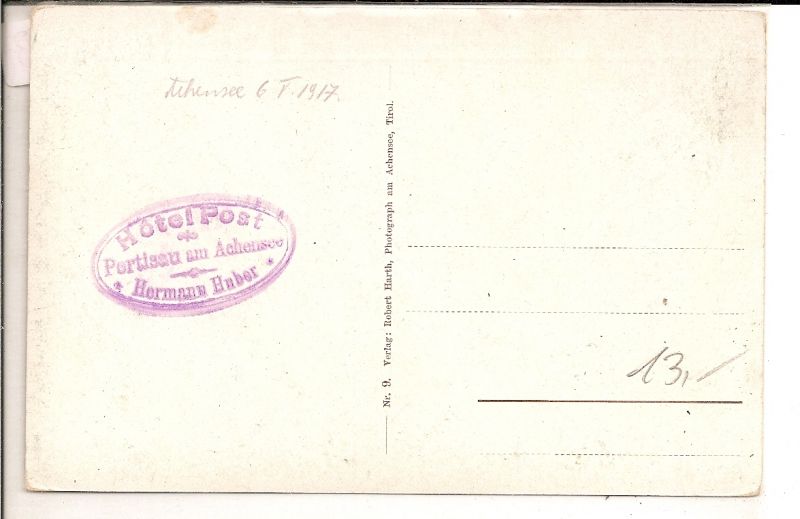 Achensee 6 V. 1917
Hôtel Post
Pertisau am Achensee
* Hermann Huber *
Nr. 9. Verlag: Robert Harth, Photograph am Achensee, Tirol.
13,-